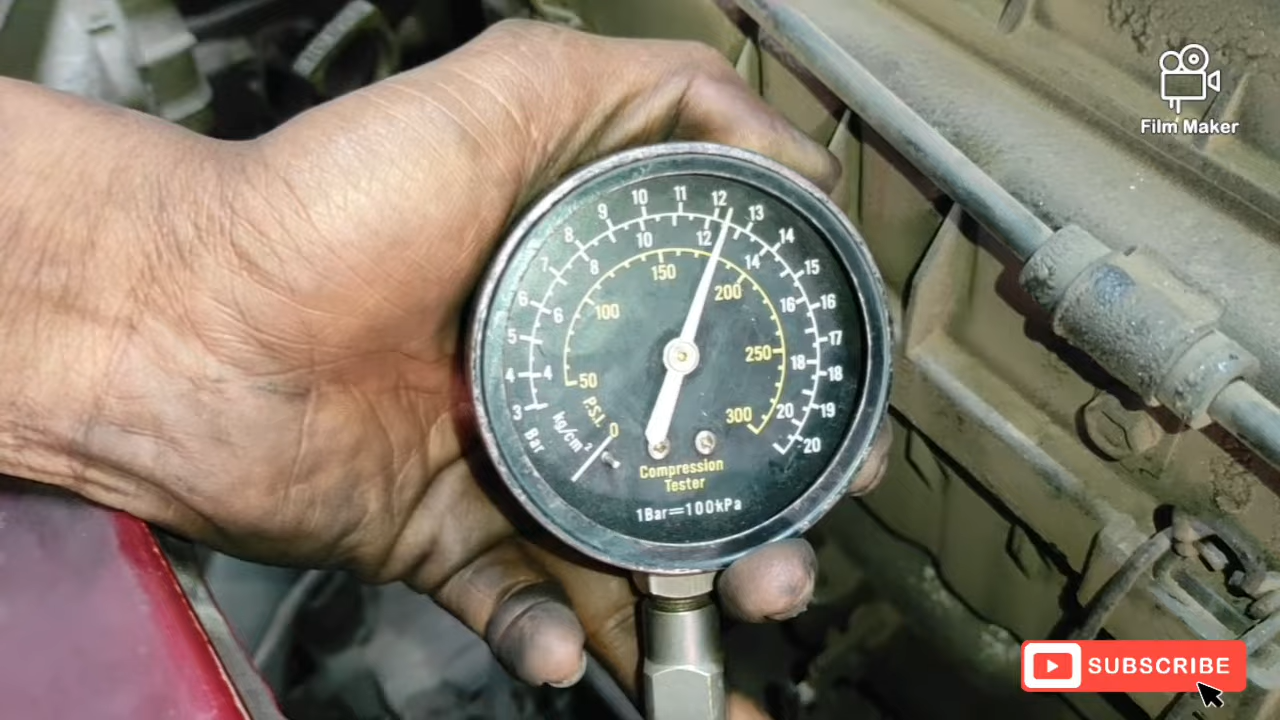 Film Maker
3 4 5 6 7 8 9 10 11 12 13 14 15 16 17 18 19 20
Bar
4 6 8 10 12 14 16 18 20
kg/cm²
50 100 150 200 250 300
P.S.I.
0
Compression
Tester
1Bar=100kPa
SUBSCRIBE